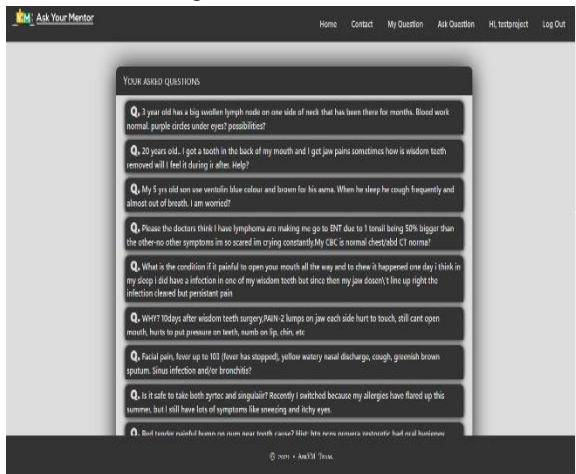 Ask Your Mentor
Home Contact My Question Ask Question Hi, testproject Log Out
Your asked questions
Q. 3 year old has a big swollen lymph node on one side of neck that has been there for months. Blood work
normal. purple circles under eyes? possibilities?
Q. 20 years old.. I got a tooth in the back of my mouth and I get jaw pains sometimes how is wisdom teeth
removed will I feel it during ir after. Help?
Q. My 5 yrs old son use ventolin blue colour and brown for his asma. When he sleep he cough frequently and
almost out of breath. I am worried?
Q. Please the doctors think I have lymphoma are making me go to ENT due to 1 tonsil being 50% bigger than
the other-no other symptoms im so scared im crying constantly.My CBC is normal chest/abd CT norma?
Q. What is the condition if it painful to open your mouth all the way and to chew it happened one day i think in
my sleep i did have a infection in one of my wisdom teeth but since then my jaw dosen\'t line up right the
infection cleared but persistant pain
Q. WHY? 10days after wisdom teeth surgery,PAIN-2 lumps on jaw each side hurt to touch, still cant open
mouth, hurts to put pressure on teeth, numb on lip, chin, etc
Q. Facial pain, fever up to 103 (fever has stopped), yellow watery nasal discharge, cough, greenish brown
sputum. Sinus infection and/or bronchitis?
Q. Is it safe to take both zyrtec and singulair? Recently I switched because my allergies have flared up this
summer, but I still have lots of symptoms like sneezing and itchy eyes.
Q. Red tender painful bump on gum near tooth cause? Hist: htn
© 2021